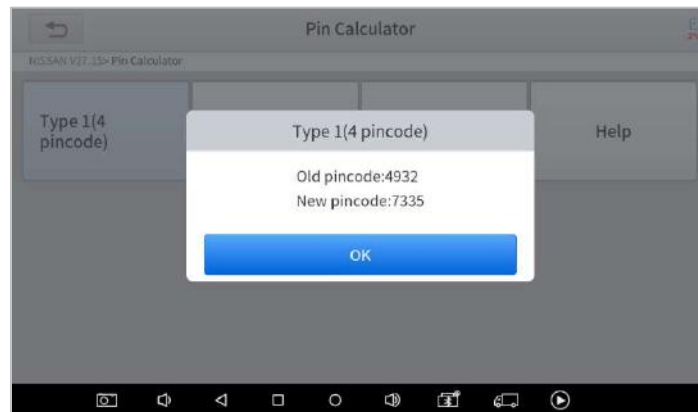 Pin Calculator
NISSAN V27.15> Pin Calculator
Type 1(4
pincode)
Help
Type 1(4 pincode)
Old pincode:4932
New pincode:7335
OK